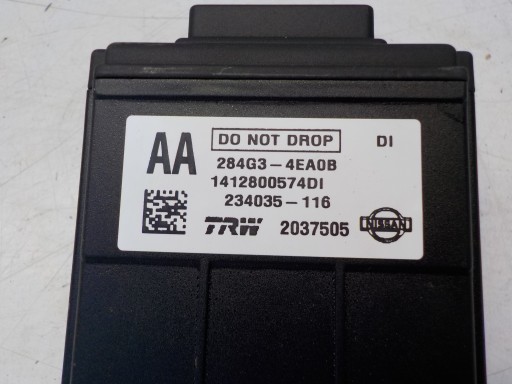 AA
DO NOT DROP
DI
284G3-4EA0B
1412800574DI
234035-116
TRW 2037505 NISSAN